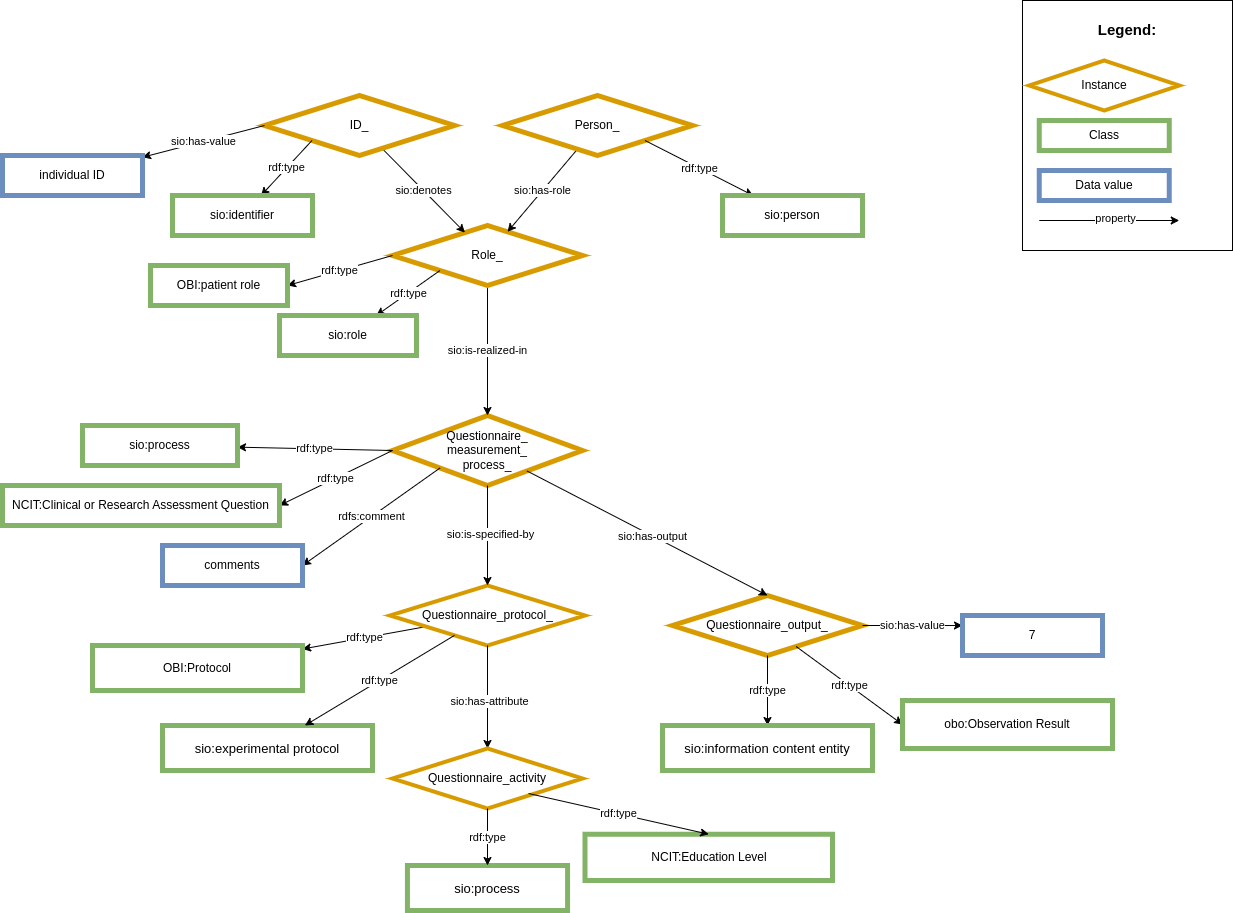 Legend:
Instance
Class
Data value
property
ID_
Person_
sio:has-value
rdf:type
sio:denotes
sio:has-role
rdf:type
individual ID
sio:identifier
sio:person
Role_
rdf:type
OBI:patient role
rdf:type
sio:role
sio:is-realized-in
Questionnaire_
measurement_
process_
sio:process
rdf:type
rdf:type
NCIT:Clinical or Research Assessment Question
rdfs:comment
sio:is-specified-by
sio:has-output
comments
Questionnaire_protocol_
Questionnaire_output_
sio:has-value
7
rdf:type
OBI:Protocol
rdf:type
rdf:type
rdf:type
sio:has-attribute
obo:Observation Result
sio:experimental protocol
sio:information content entity
Questionnaire_activity
rdf:type
rdf:type
NCIT:Education Level
sio:process